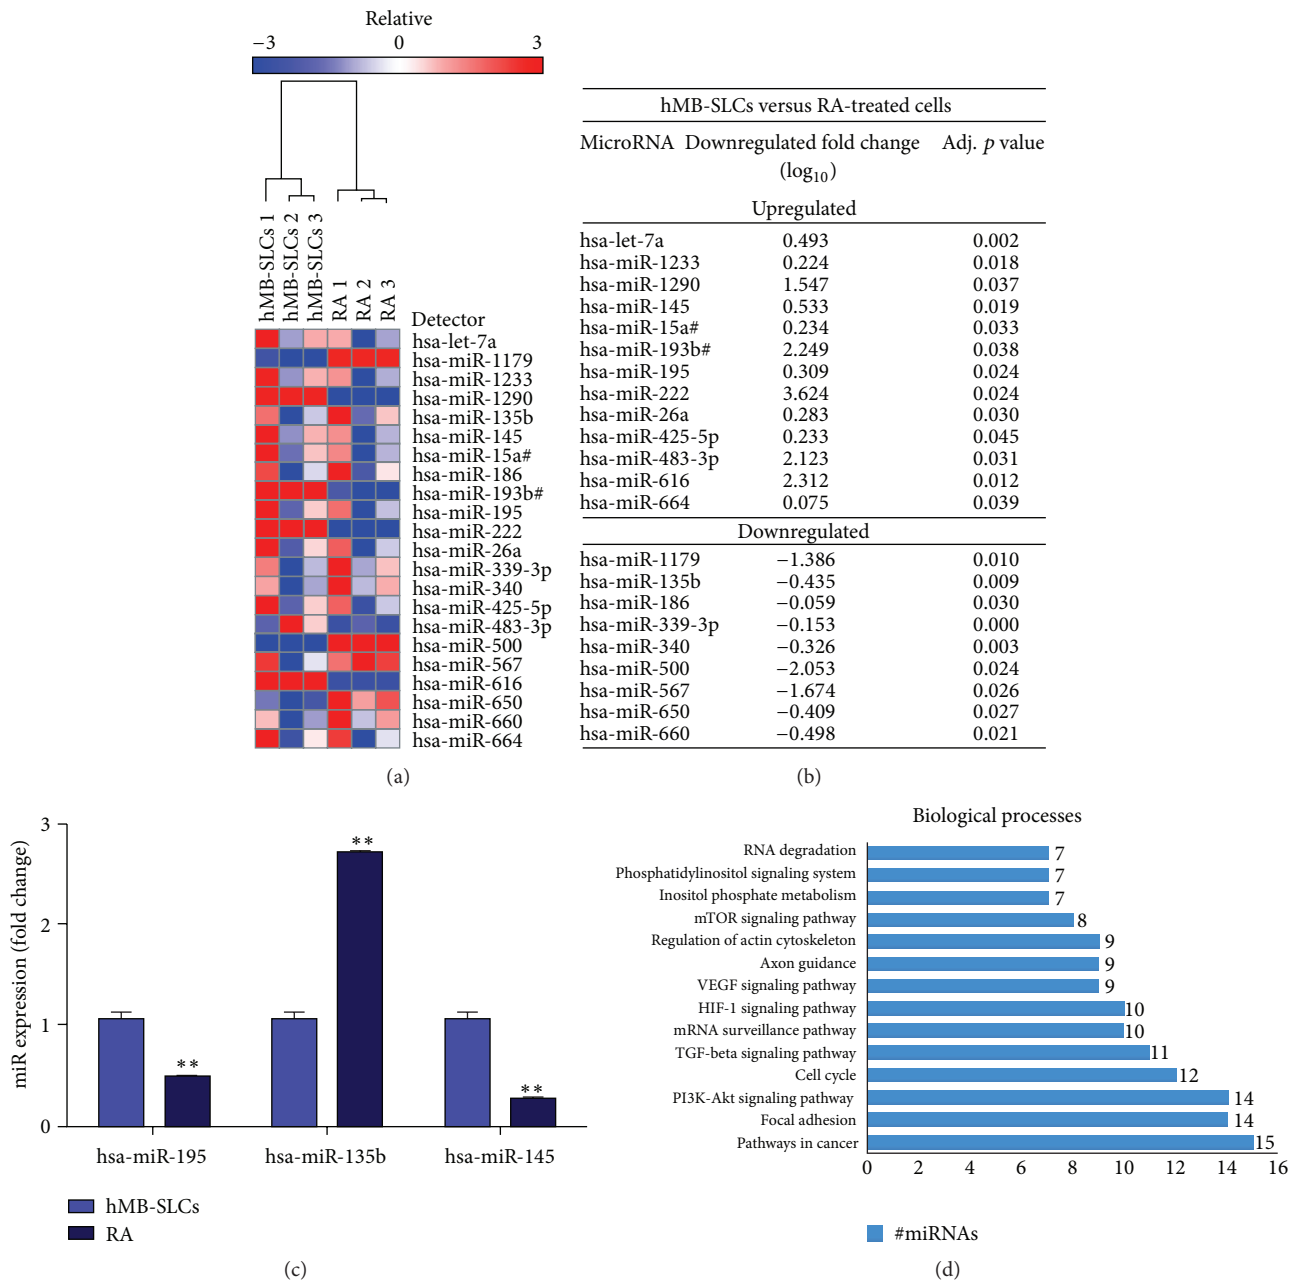 Relative
−3 0 3
hMB-SLCs 1
hMB-SLCs 2
hMB-SLCs 3
RA 1
RA 2
RA 3
Detector
hsa-let-7a
hsa-miR-1179
hsa-miR-1233
hsa-miR-1290
hsa-miR-135b
hsa-miR-145
hsa-miR-15a#
hsa-miR-186
hsa-miR-193b#
hsa-miR-195
hsa-miR-222
hsa-miR-26a
hsa-miR-339-3p
hsa-miR-340
hsa-miR-425-5p
hsa-miR-483-3p
hsa-miR-500
hsa-miR-567
hsa-miR-616
hsa-miR-650
hsa-miR-660
hsa-miR-664
(a)
hMB-SLCs versus RA-treated cells
MicroRNA Downregulated fold change Adj. p value
(log10)
Upregulated
hsa-let-7a 0.493 0.002
hsa-miR-1233 0.224 0.018
hsa-miR-1290 1.547 0.037
hsa-miR-145 0.533 0.019
hsa-miR-15a# 0.234 0.033
hsa-miR-193b# 2.249 0.038
hsa-miR-195 0.309 0.024
hsa-miR-222 3.624 0.024
hsa-miR-26a 0.283 0.030
hsa-miR-425-5p 0.233 0.045
hsa-miR-483-3p 2.123 0.031
hsa-miR-616 2.312 0.012
hsa-miR-664 0.075 0.039
Downregulated
hsa-miR-1179 −1.386 0.010
hsa-miR-135b −0.435 0.009
hsa-miR-186 −0.059 0.030
hsa-miR-339-3p −0.153 0.000
hsa-miR-340 −0.326 0.003
hsa-miR-500 −2.053 0.024
hsa-miR-567 −1.674 0.026
hsa-miR-650 −0.409 0.027
hsa-miR-660 −0.498 0.021
(b)
miR expression (fold change)
3
2
1
0
**
**
**
hsa-miR-195 hsa-miR-135b hsa-miR-145
hMB-SLCs
RA
(c)
Biological processes
RNA degradation 7
Phosphatidylinositol signaling system 7
Inositol phosphate metabolism 7
mTOR signaling pathway 8
Regulation of actin cytoskeleton 9
Axon guidance 9
VEGF signaling pathway 9
HIF-1 signaling pathway 10
mRNA surveillance pathway 10
TGF-beta signaling pathway 11
Cell cycle 12
PI3K-Akt signaling pathway 14
Focal adhesion 14
Pathways in cancer 15
0 2 4 6 8 10 12 14 16
#miRNAs
(d)